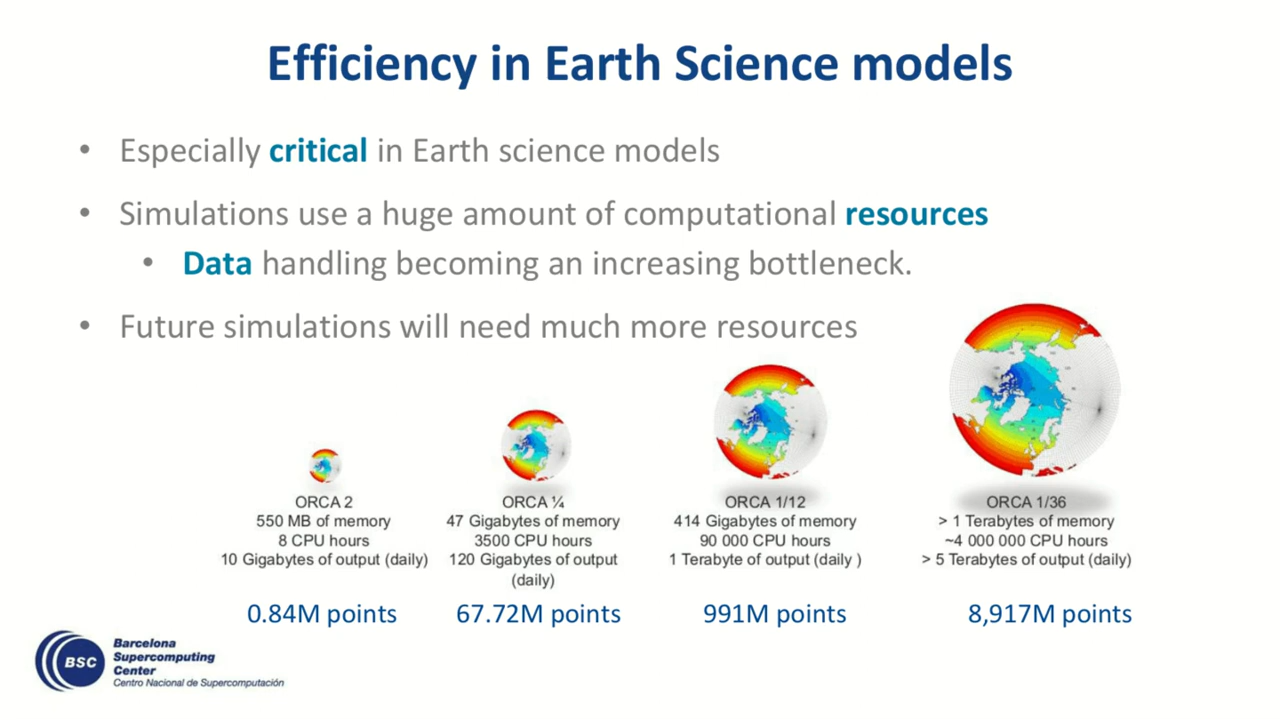 Efficiency in Earth Science models
• Especially critical in Earth science models
• Simulations use a huge amount of computational resources
• Data handling becoming an increasing bottleneck.
• Future simulations will need much more resources
ORCA 2
550 MB of memory
8 CPU hours
10 Gigabytes of output (daily)
0.84M points
ORCA ¼
47 Gigabytes of memory
3500 CPU hours
120 Gigabytes of output
(daily)
67.72M points
ORCA 1/12
414 Gigabytes of memory
90 000 CPU hours
1 Terabyte of output (daily )
991M points
ORCA 1/36
> 1 Terabytes of memory
~4 000 000 CPU hours
> 5 Terabytes of output (daily)
8,917M points
BSC
Barcelona
Supercomputing
Center
Centro Nacional de Supercomputación